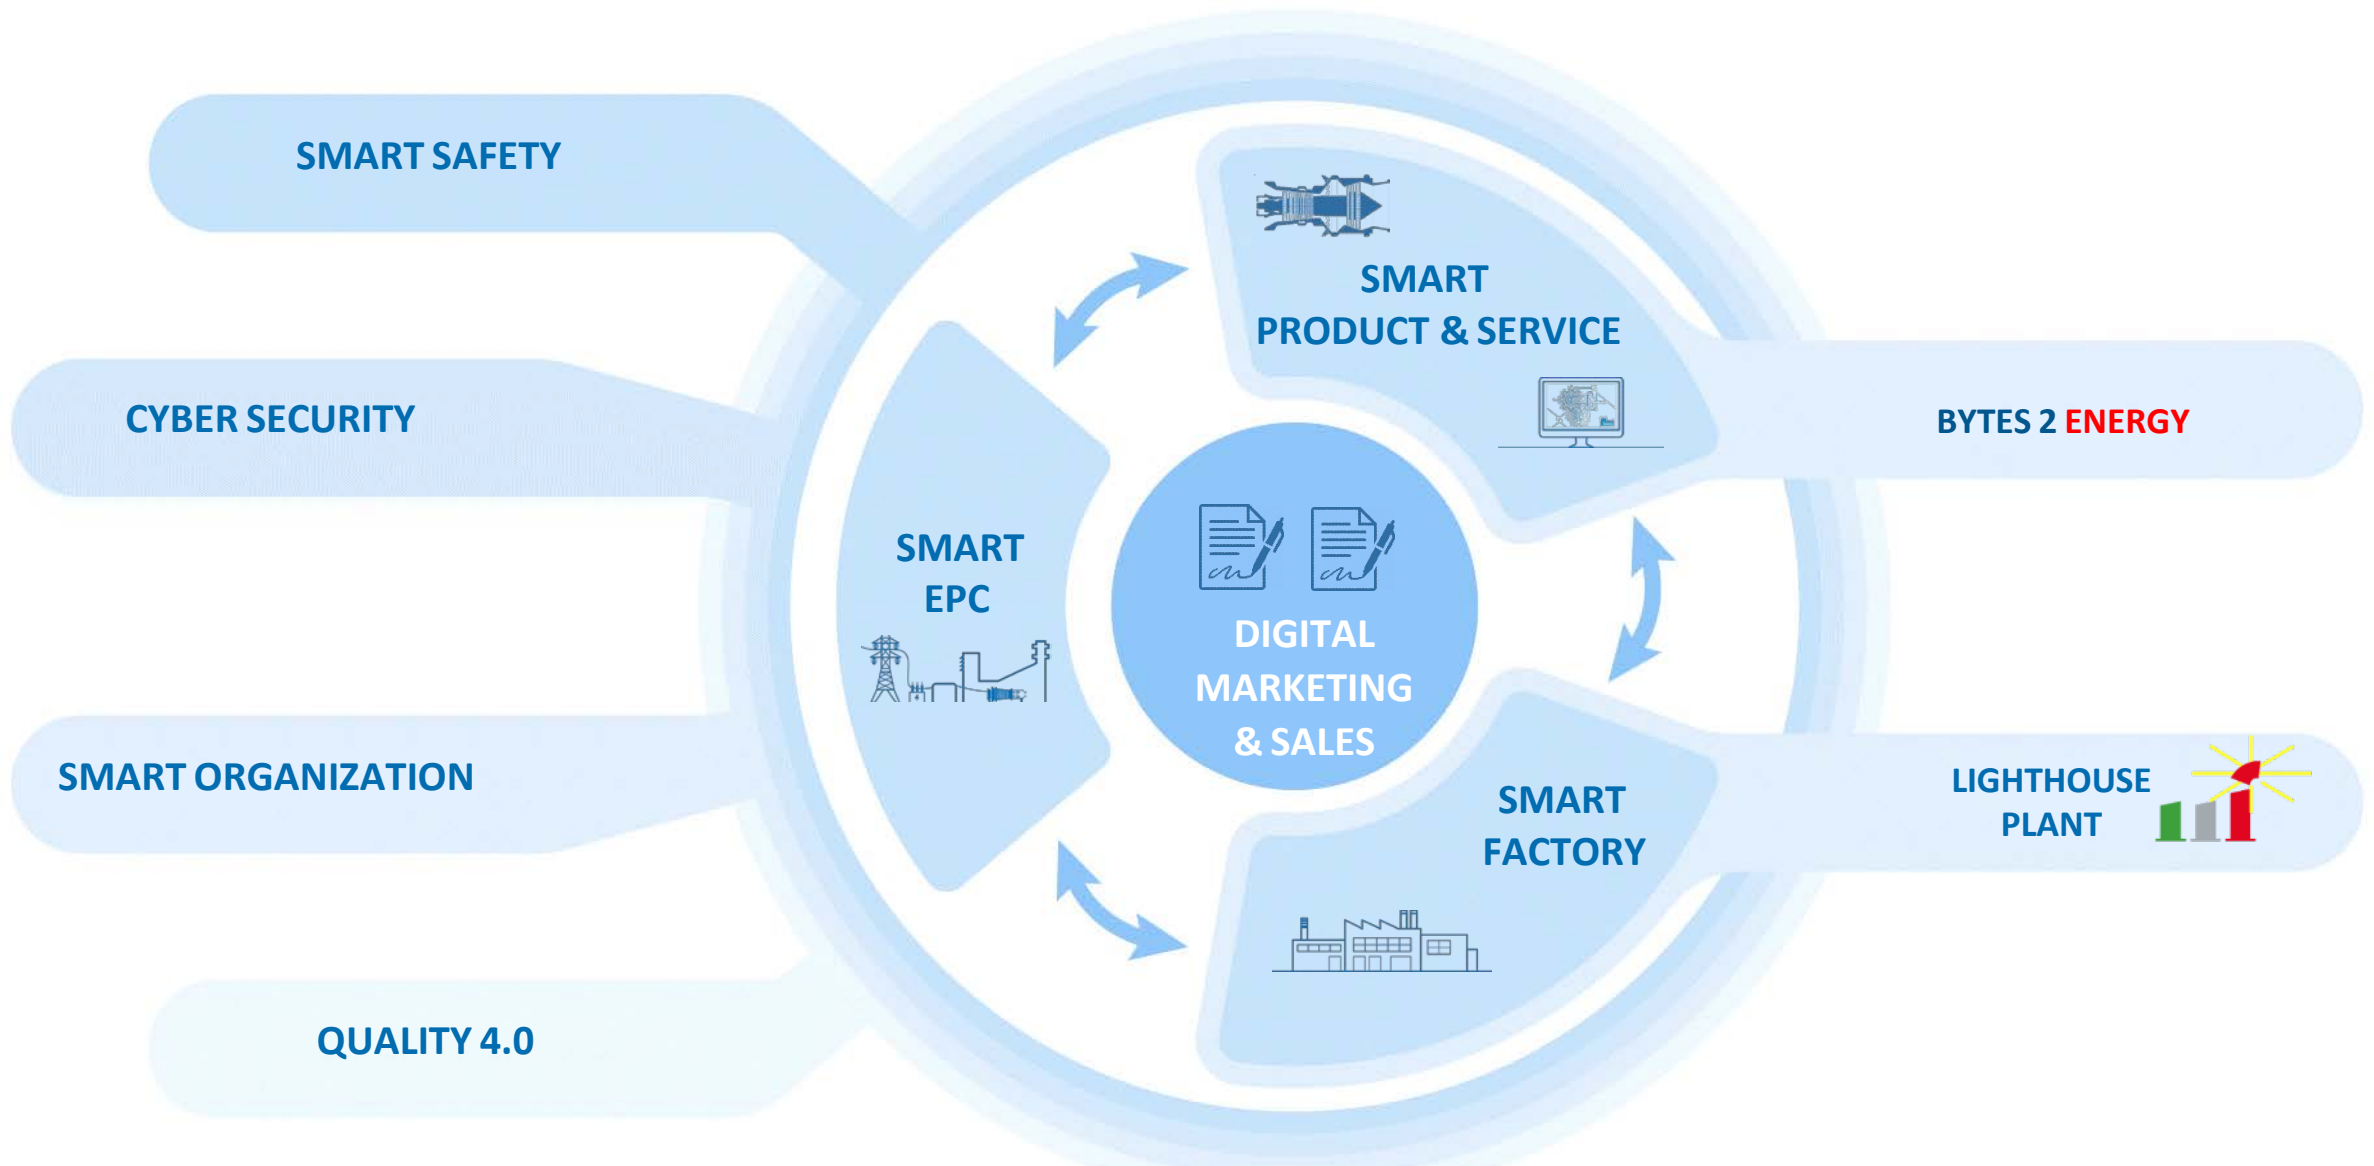 SMART SAFETY
CYBER SECURITY
SMART ORGANIZATION
QUALITY 4.0
SMART
EPC
SMART
PRODUCT & SERVICE
DIGITAL
MARKETING
& SALES
SMART
FACTORY
BYTES 2 ENERGY
LIGHTHOUSE
PLANT